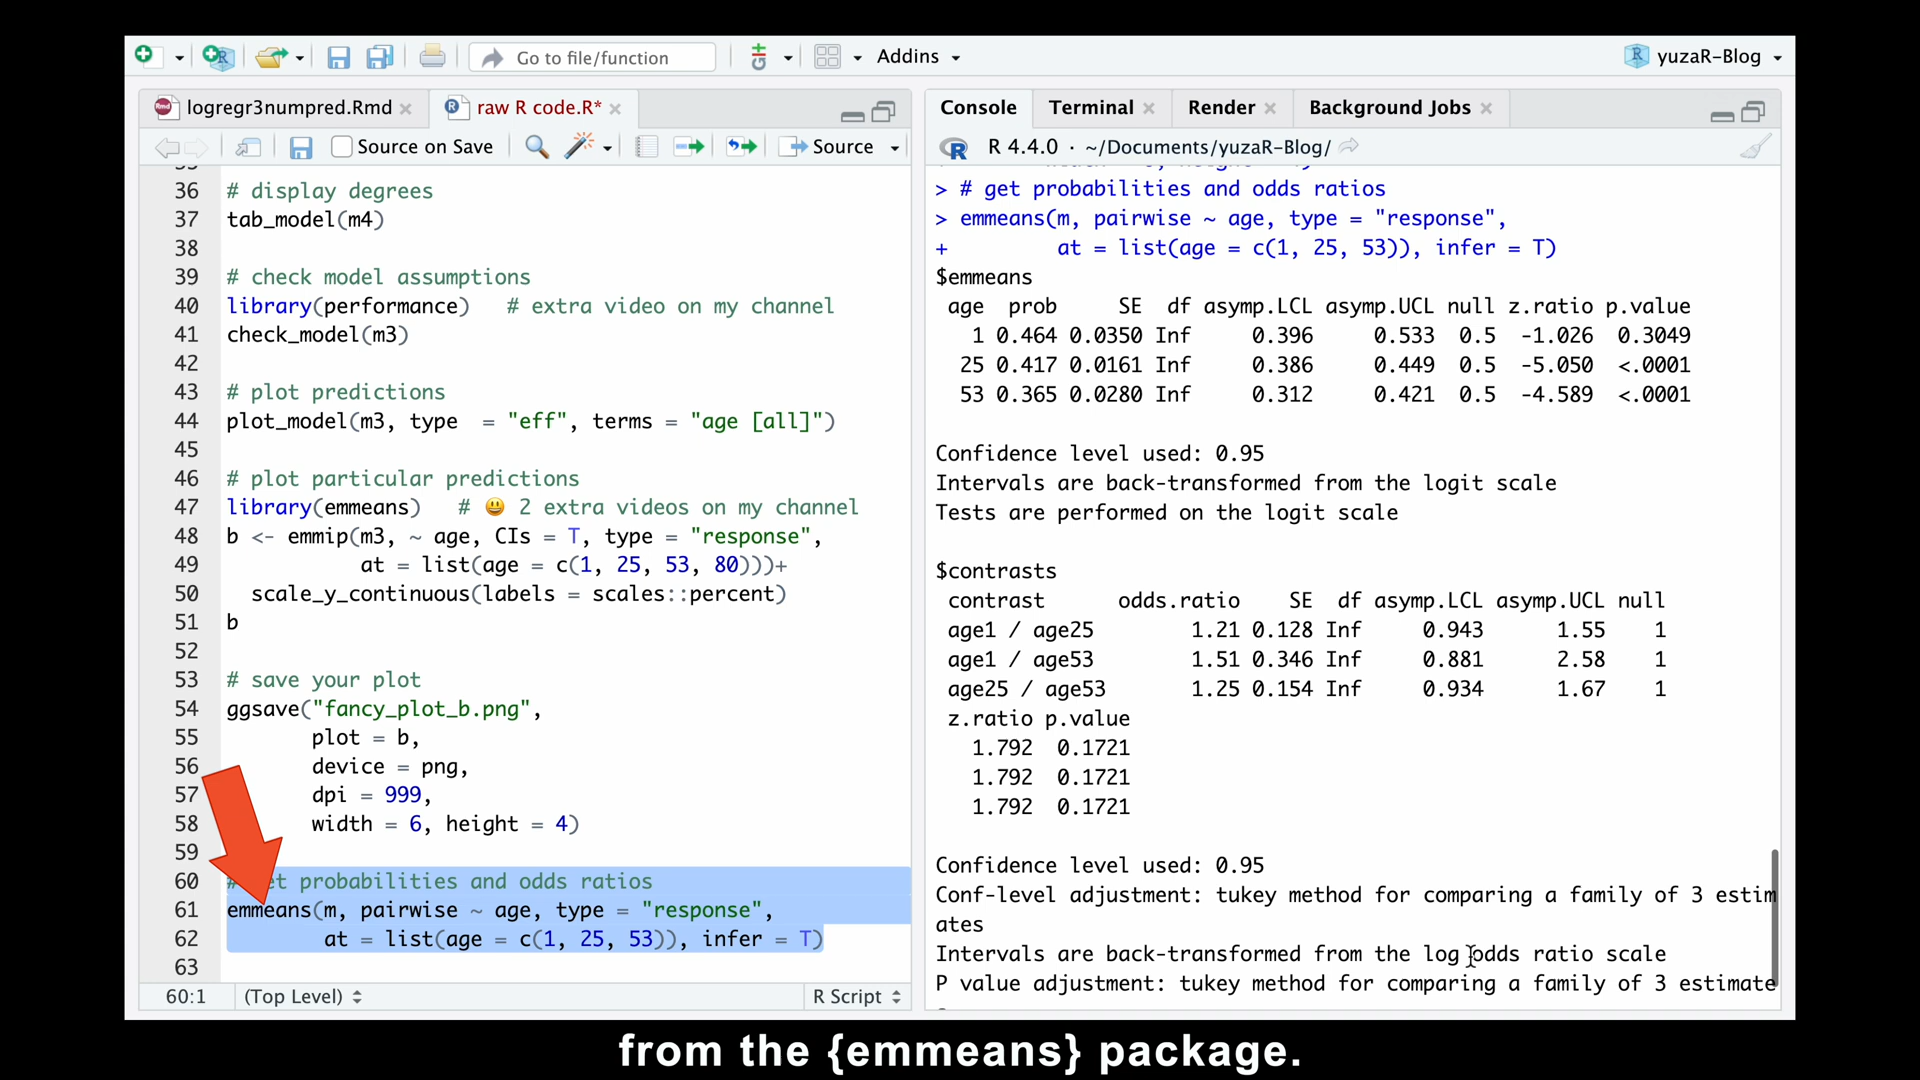 Go to file/function
Addins
yuzaR-Blog
logregr3numpred.Rmd
raw R code.R*
Source on Save
Source
36 # display degrees
37 tab_model(m4)
38
39 # check model assumptions
40 library(performance)   # extra video on my channel
41 check_model(m3)
42
43 # plot predictions
44 plot_model(m3, type  = "eff", terms = "age [all]")
45
46 # plot particular predictions
47 library(emmeans)   # 😃 2 extra videos on my channel
48 b <- emmip(m3, ~ age, CIs = T, type = "response",
49            at = list(age = c(1, 25, 53, 80)))+
50   scale_y_continuous(labels = scales::percent)
51 b
52
53 # save your plot
54 ggsave("fancy_plot_b.png",
55        plot = b,
56        device = png,
57        dpi = 999,
58        width = 6, height = 4)
59
60 # probabilities and odds ratios
61 emmeans(m, pairwise ~ age, type = "response",
62         at = list(age = c(1, 25, 53)), infer = T)
63
60:1 (Top Level) R Script
Console Terminal Render Background Jobs
R 4.4.0 · ~/Documents/yuzaR-Blog/
> # get probabilities and odds ratios
> emmeans(m, pairwise ~ age, type = "response",
+         at = list(age = c(1, 25, 53)), infer = T)
$emmeans
 age  prob     SE  df asymp.LCL asymp.UCL null z.ratio p.value
   1 0.464 0.0350 Inf     0.396     0.533  0.5  -1.026  0.3049
  25 0.417 0.0161 Inf     0.386     0.449  0.5  -5.050  <.0001
  53 0.365 0.0280 Inf     0.312     0.421  0.5  -4.589  <.0001
Confidence level used: 0.95
Intervals are back-transformed from the logit scale
Tests are performed on the logit scale
$contrasts
 contrast      odds.ratio    SE  df asymp.LCL asymp.UCL null
 age1 / age25        1.21 0.128 Inf     0.943      1.55    1
 age1 / age53        1.51 0.346 Inf     0.881      2.58    1
 age25 / age53       1.25 0.154 Inf     0.934      1.67    1
 z.ratio p.value
   1.792  0.1721
   1.792  0.1721
   1.792  0.1721
Confidence level used: 0.95
Conf-level adjustment: tukey method for comparing a family of 3 estim
ates
Intervals are back-transformed from the log odds ratio scale
P value adjustment: tukey method for comparing a family of 3 estimate
from the {emmeans} package.